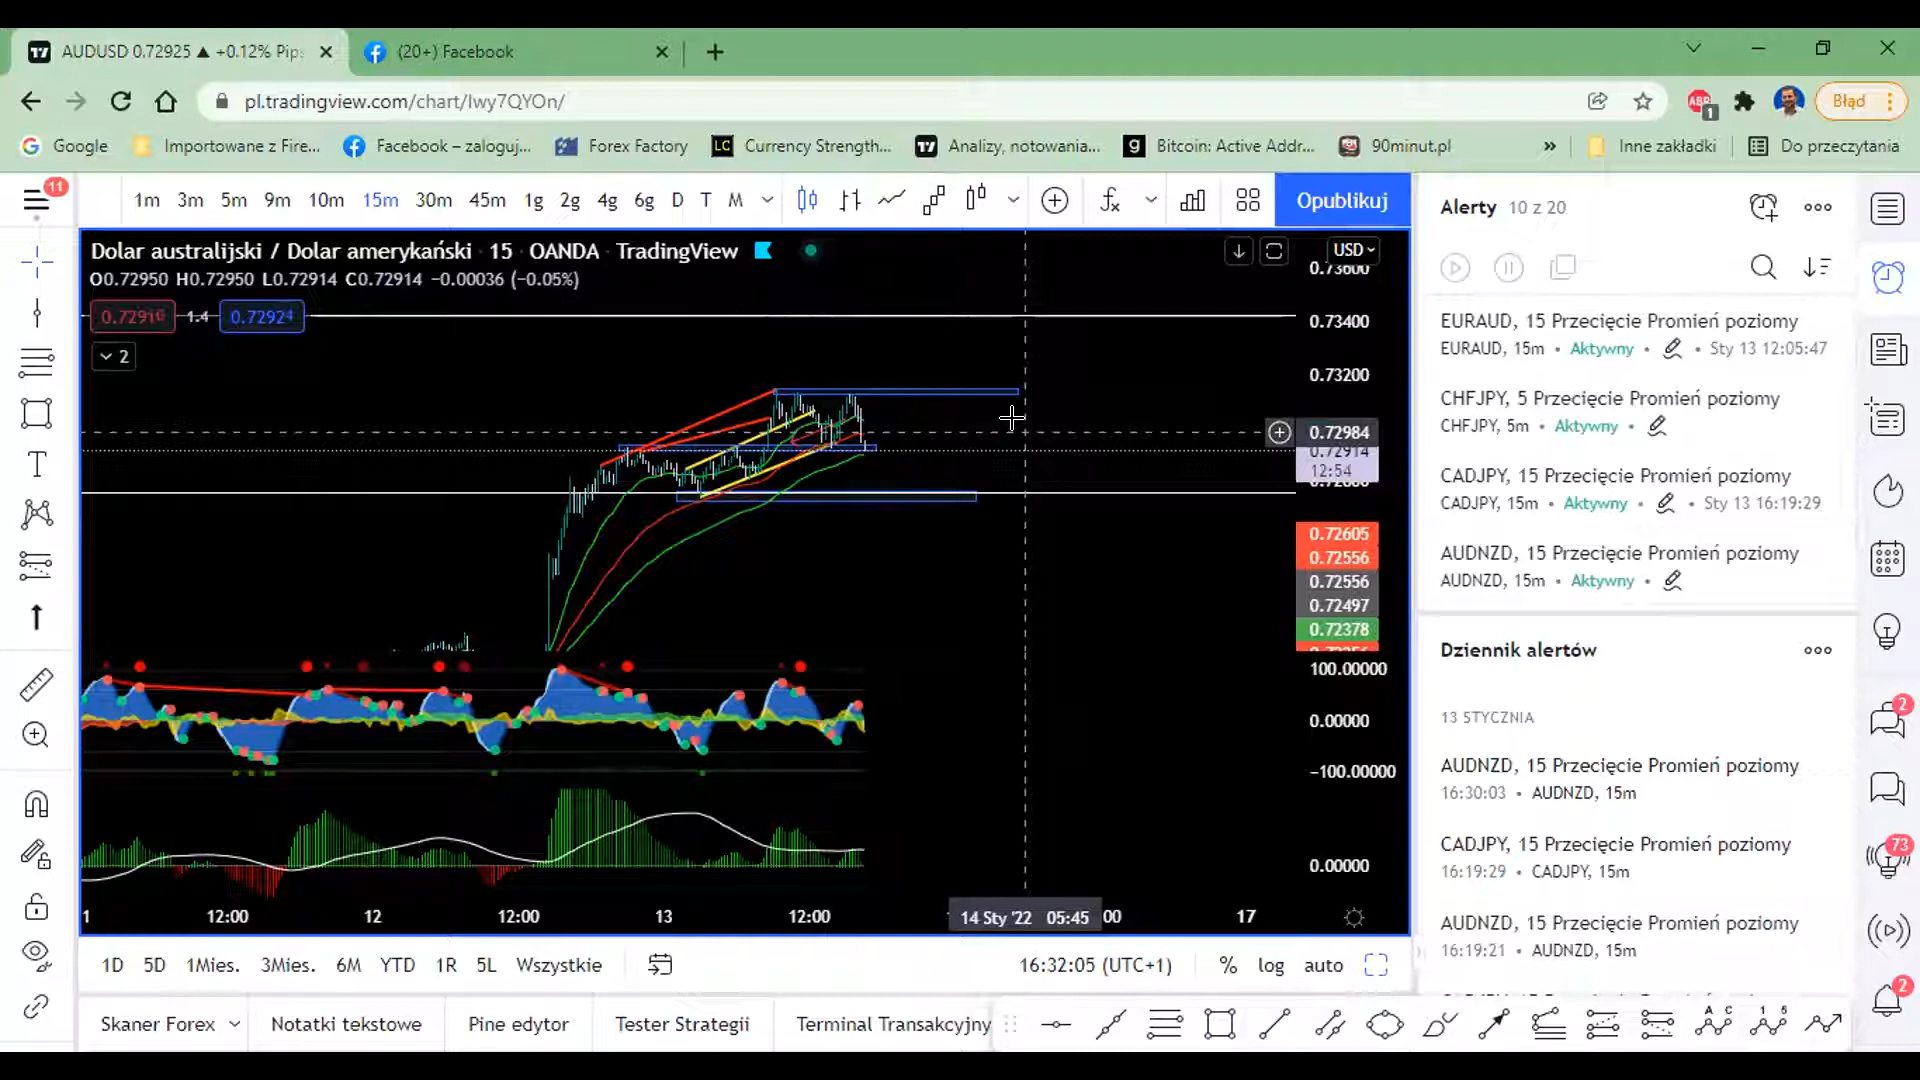 AUDUSD 0.72925 ▲ +0.12% Pip
(20+) Facebook
pl.tradingview.com/chart/Iwy7QYOn/
ABP
1
Błąd
Google
Importowane z Fire...
Facebook – zaloguj...
Forex Factory
LC
Currency Strength...
Analizy, notowania...
Bitcoin: Active Addr...
90minut.pl
»
Inne zakładki
Do przeczytania
11
1m 3m 5m 9m 10m 15m 30m 45m 1g 2g 4g 6g D T M
Opublikuj
Dolar australijski / Dolar amerykański · 15 · OANDA · TradingView
O0.72950 H0.72950 L0.72914 C0.72914 −0.00036 (−0.05%)
1.4
0.72924
2
USD
0.73600
0.73400
0.73200
0.72984
0.72914
12:54
0.72605
0.72556
0.72556
0.72497
0.72378
100.00000
0.00000
−100.00000
0.00000
12:00
12
12:00
13
12:00
14 Sty '22 05:45
00
17
1D 5D 1Mies. 3Mies. 6M YTD 1R 5L Wszystkie
16:32:05 (UTC+1)
% log auto
Skaner Forex
Notatki tekstowe
Pine edytor
Tester Strategii
Terminal Transakcyjny
Alerty 10 z 20
EURAUD, 15 Przecięcie Promień poziomy
EURAUD, 15m • Aktywny • • Sty 13 12:05:47
CHFJPY, 5 Przecięcie Promień poziomy
CHFJPY, 5m • Aktywny •
CADJPY, 15 Przecięcie Promień poziomy
CADJPY, 15m • Aktywny • • Sty 13 16:19:29
AUDNZD, 15 Przecięcie Promień poziomy
AUDNZD, 15m • Aktywny •
Dziennik alertów
13 STYCZNIA
AUDNZD, 15 Przecięcie Promień poziomy
16:30:03 • AUDNZD, 15m
CADJPY, 15 Przecięcie Promień poziomy
16:19:29 • CADJPY, 15m
AUDNZD, 15 Przecięcie Promień poziomy
16:19:21 • AUDNZD, 15m
2
73
2